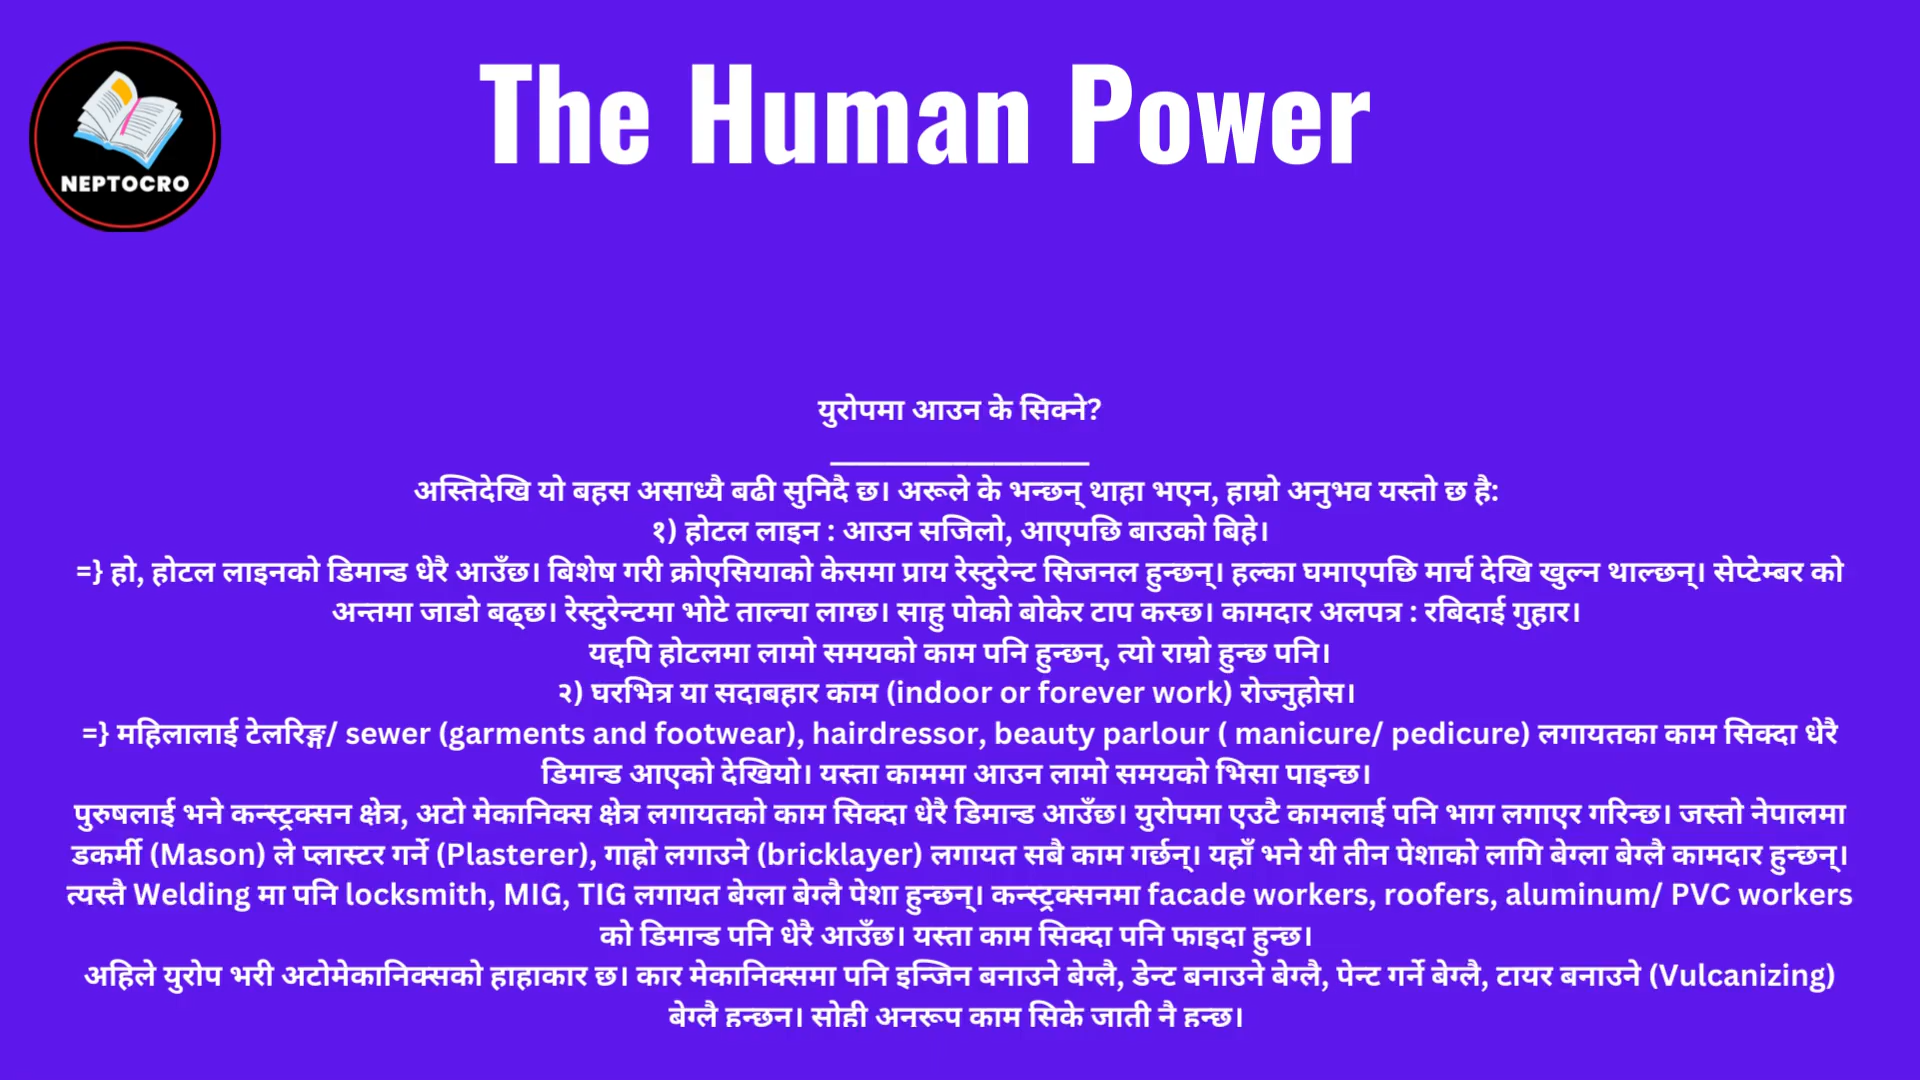 NEPTOCRO
The Human Power
युरोपमा आउन के सिक्ने?
अस्तिदेखि यो बहस असाध्यै बढी सुनिदै छ। अरूले के भन्छन् थाहा भएन, हाम्रो अनुभव यस्तो छ है:
१) होटल लाइन : आउन सजिलो, आएपछि बाउको बिहे।
=} हो, होटल लाइनको डिमान्ड धेरै आउँछ। बिशेष गरी क्रोएसियाको केसमा प्राय रेस्टुरेन्ट सिजनल हुन्छन्। हल्का घमाएपछि मार्च देखि खुल्न थाल्छन्। सेप्टेम्बर को
अन्तमा जाडो बढ्छ। रेस्टुरेन्टमा भोटे ताल्चा लाग्छ। साहु पोको बोकेर टाप कस्छ। कामदार अलपत्र : रबिदाई गुहार।
यद्दपि होटलमा लामो समयको काम पनि हुन्छन्, त्यो राम्रो हुन्छ पनि।
२) घरभित्र या सदाबहार काम (indoor or forever work) रोज्नुहोस।
=} महिलालाई टेलरिङ्ग/ sewer (garments and footwear), hairdressor, beauty parlour ( manicure/ pedicure) लगायतका काम सिक्दा धेरै
डिमान्ड आएको देखियो। यस्ता काममा आउन लामो समयको भिसा पाइन्छ।
पुरुषलाई भने कन्स्ट्रक्सन क्षेत्र, अटो मेकानिक्स क्षेत्र लगायतको काम सिक्दा धेरै डिमान्ड आउँछ। युरोपमा एउटै कामलाई पनि भाग लगाएर गरिन्छ। जस्तो नेपालमा
डकर्मी (Mason) ले प्लास्टर गर्ने (Plasterer), गाह्रो लगाउने (bricklayer) लगायत सबै काम गर्छन्। यहाँ भने यी तीन पेशाको लागि बेग्ला बेग्लै कामदार हुन्छन्।
त्यस्तै Welding मा पनि locksmith, MIG, TIG लगायत बेग्ला बेग्लै पेशा हुन्छन्। कन्स्ट्रक्सनमा facade workers, roofers, aluminum/ PVC workers
को डिमान्ड पनि धेरै आउँछ। यस्ता काम सिक्दा पनि फाइदा हुन्छ।
अहिले युरोप भरी अटोमेकानिक्सको हाहाकार छ। कार मेकानिक्समा पनि इन्जिन बनाउने बेग्लै, डेन्ट बनाउने बेग्लै, पेन्ट गर्ने बेग्लै, टायर बनाउने (Vulcanizing)
बेग्लै हुन्छन्। सोही अनुरूप काम सिके जाती नै हुन्छ।